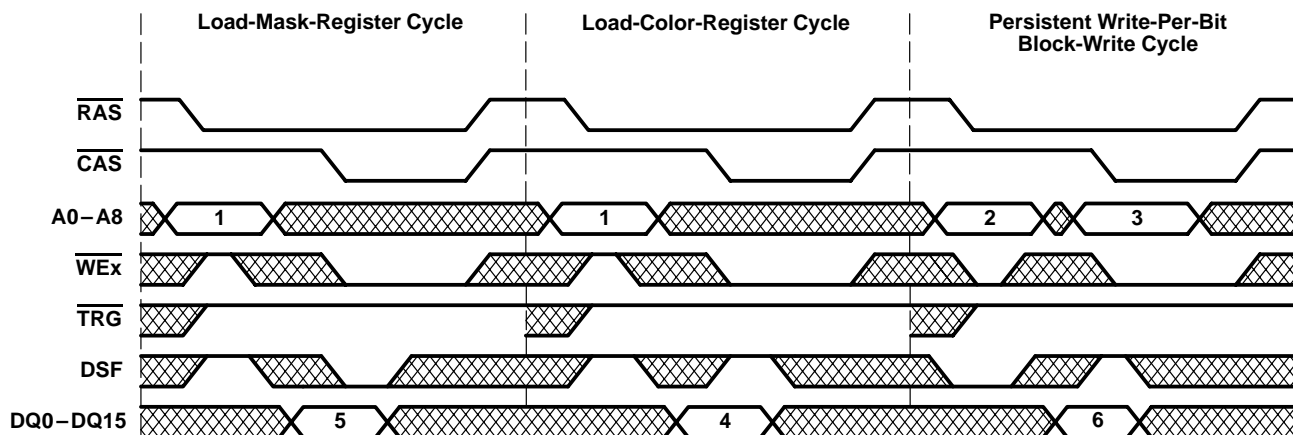 Load-Mask-Register Cycle
Load-Color-Register Cycle
Persistent Write-Per-Bit
Block-Write Cycle
RAS
CAS
A0–A8
1
1
2
3
WEx
TRG
DSF
DQ0–DQ15
5
4
6